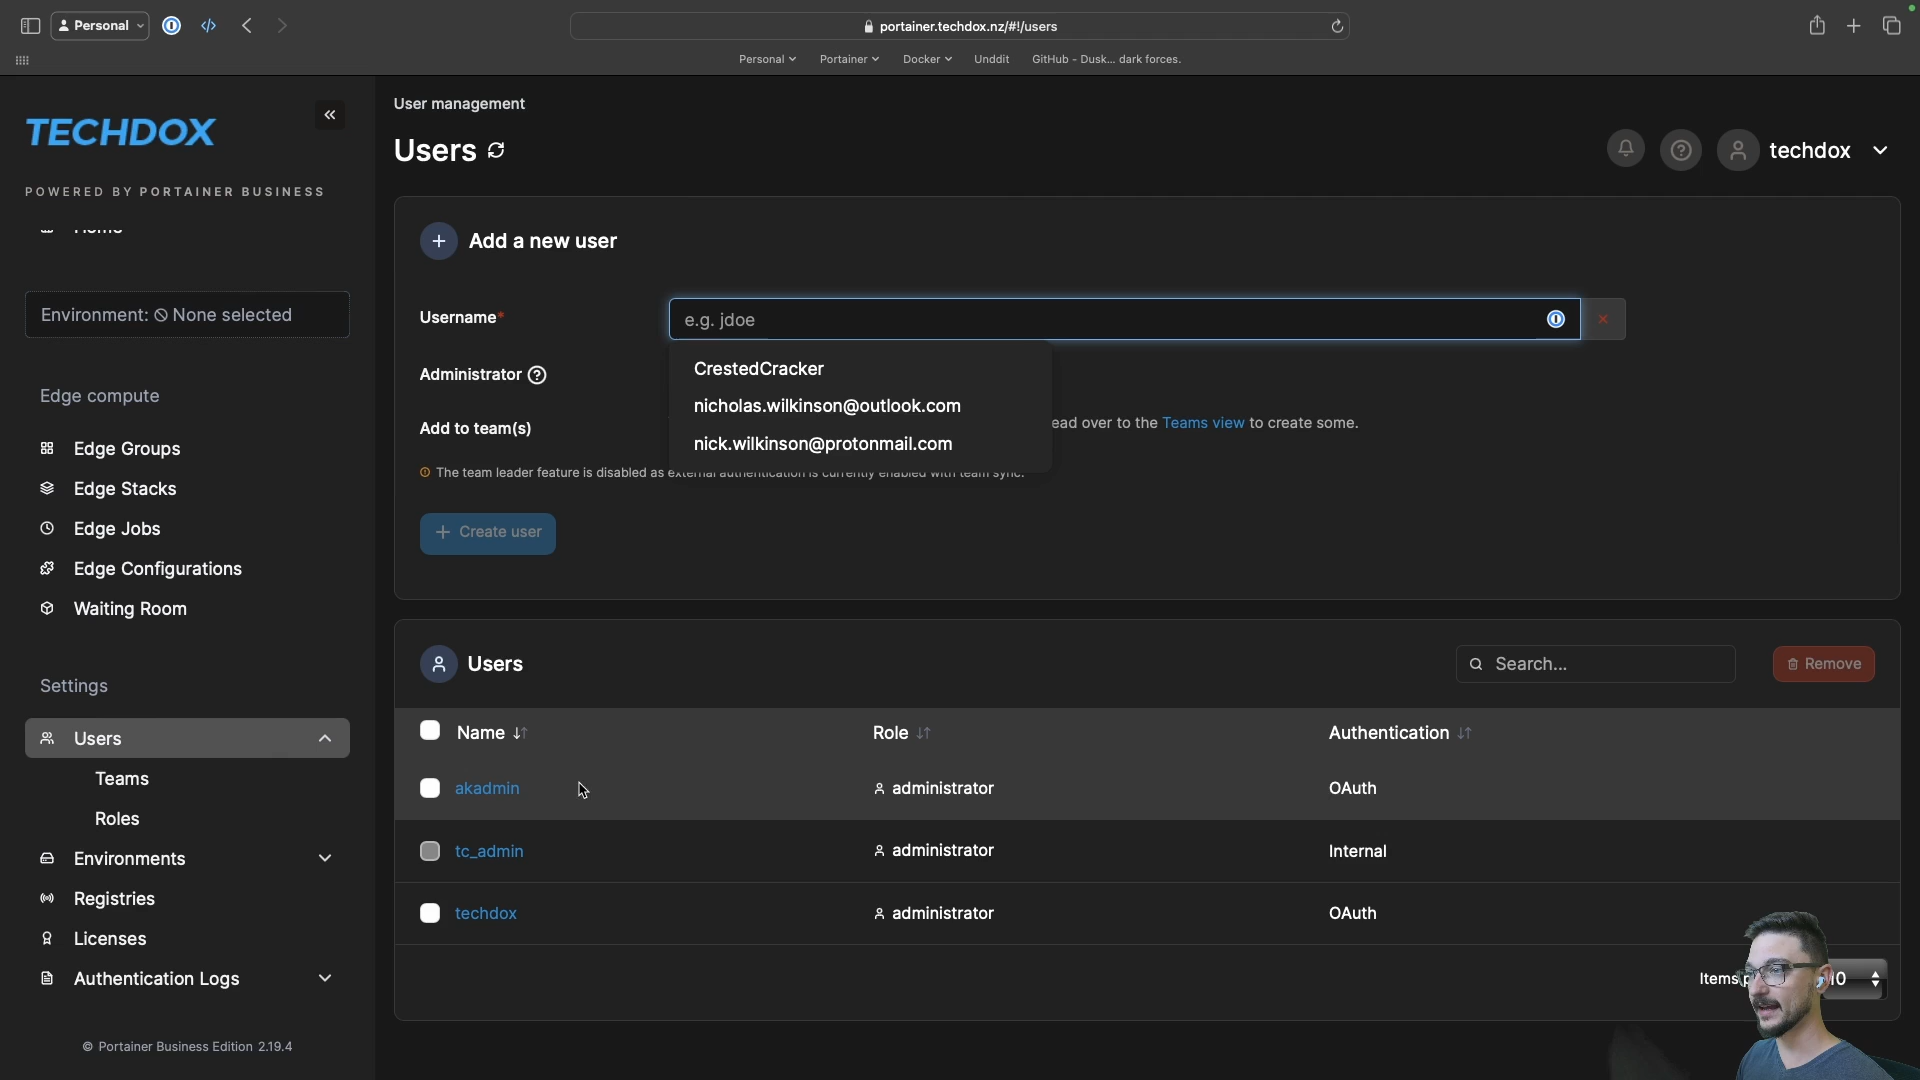 Personal
portainer.techdox.nz/#!/users
Personal
Portainer
Docker
Unddit
GitHub - Dusk... dark forces.
TECHDOX
POWERED BY PORTAINER BUSINESS
Environment: None selected
Edge compute
Edge Groups
Edge Stacks
Edge Jobs
Edge Configurations
Waiting Room
Settings
Users
Teams
Roles
Environments
Registries
Licenses
Authentication Logs
© Portainer Business Edition 2.19.4
User management
Users
techdox
Add a new user
Username*
e.g. jdoe
CrestedCracker
nicholas.wilkinson@outlook.com
nick.wilkinson@protonmail.com
Administrator
Add to team(s)
ead over to the Teams view to create some.
The team leader feature is disabled as external authentication is currently enabled with team sync.
Create user
Users
Search...
Remove
Name Role Authentication
akadmin administrator OAuth
tc_admin administrator Internal
techdox administrator OAuth
Items